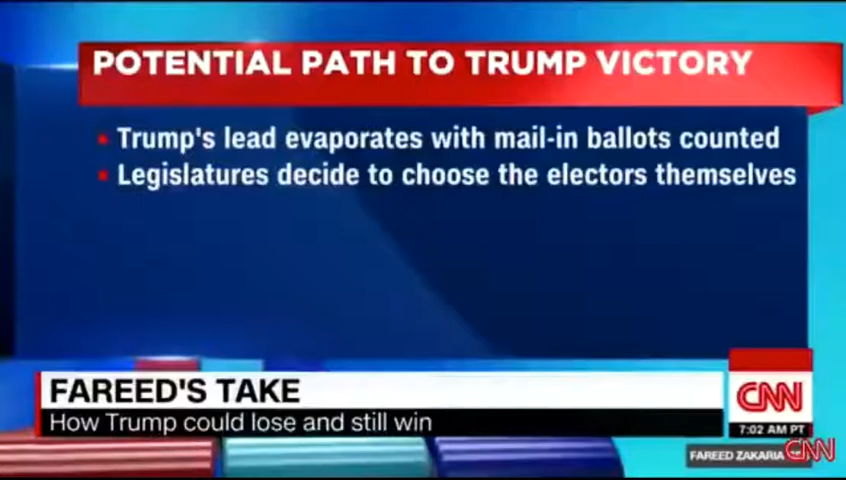 POTENTIAL PATH TO TRUMP VICTORY
Trump's lead evaporates with mail-in ballots counted
Legislatures decide to choose the electors themselves
FAREED'S TAKE
How Trump could lose and still win
CNN
7:02 AM PT
FAREED ZAKARIA
CNN